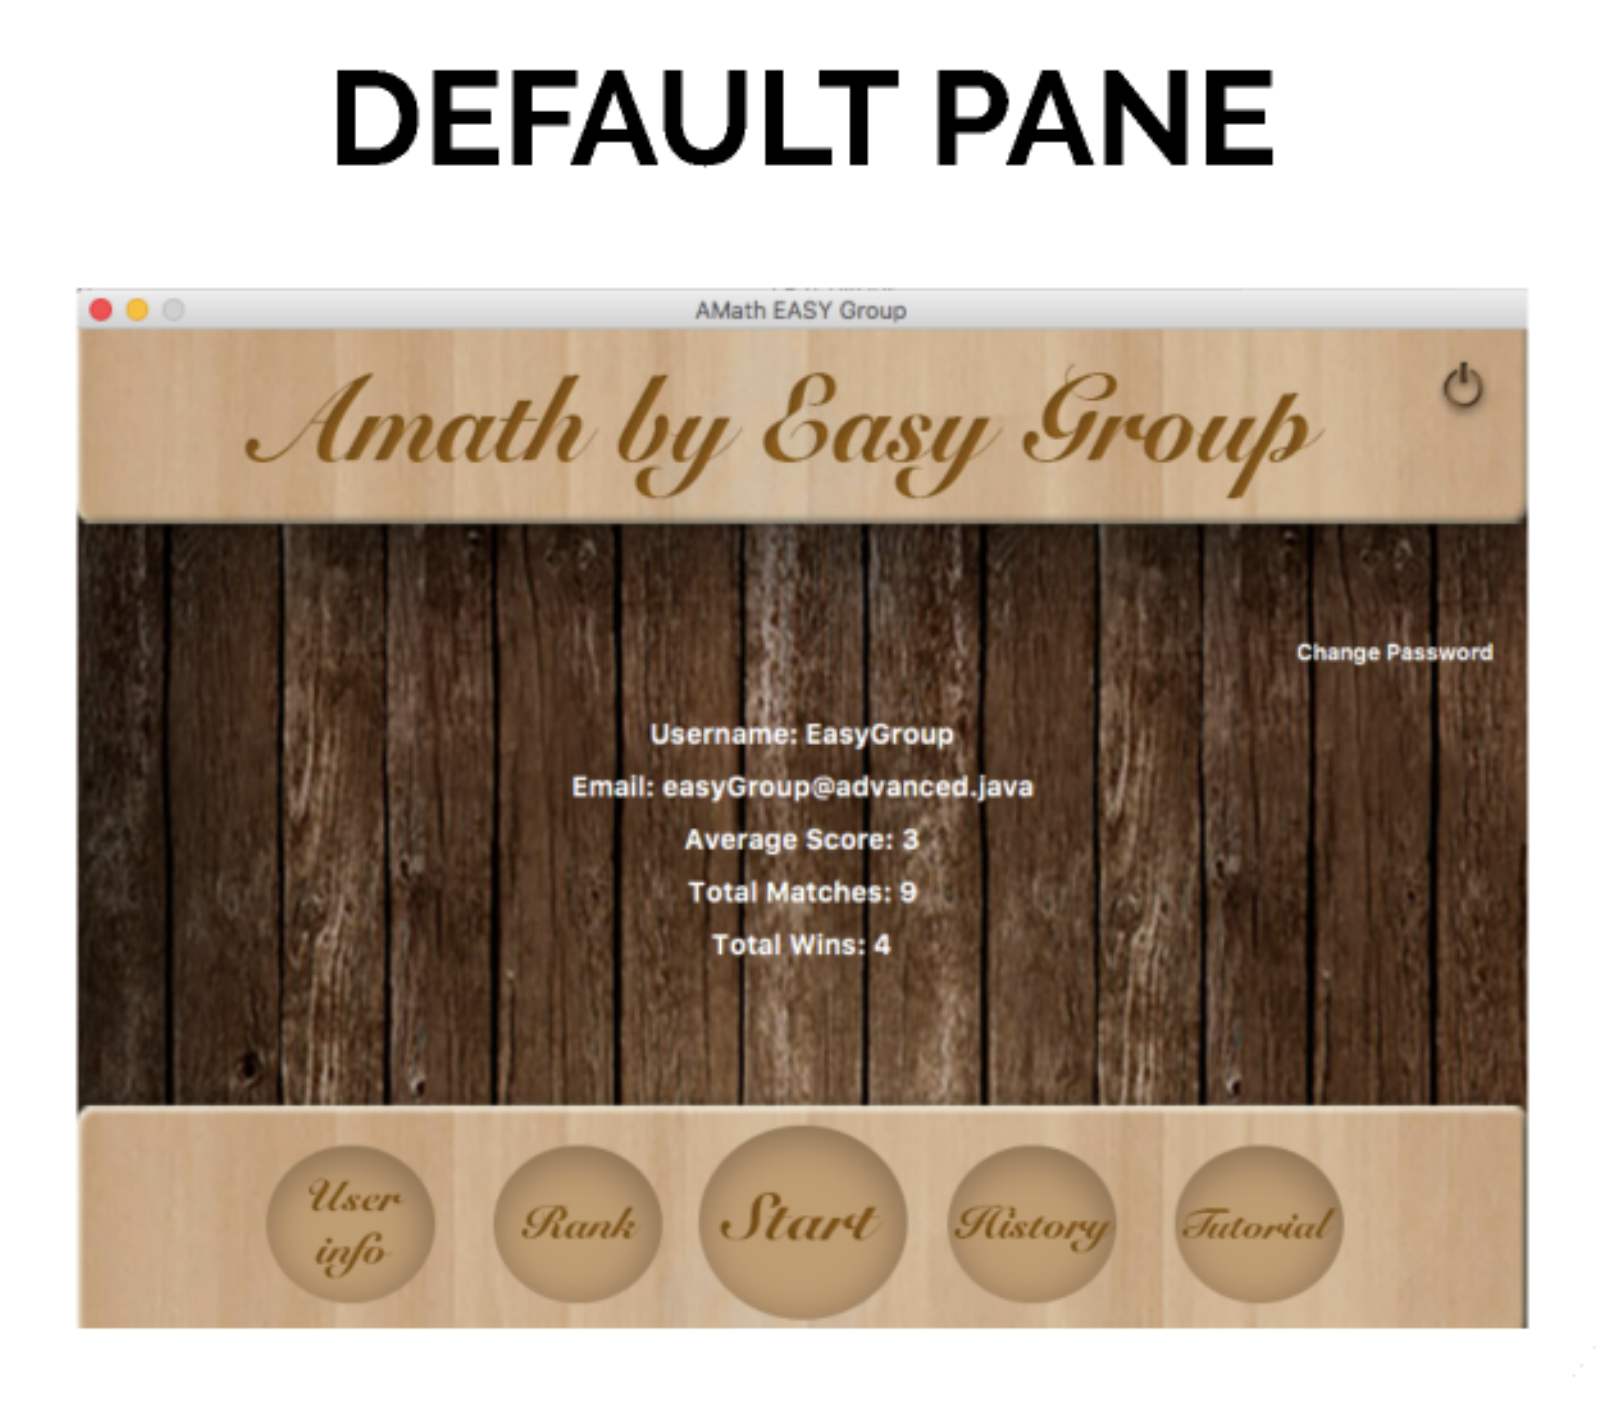 DEFAULT PANE
AMath EASY Group
Amath by Easy Group
Change Password
Username: EasyGroup
Email: easyGroup@advanced.java
Average Score: 3
Total Matches: 9
Total Wins: 4
User
info
Rank
Start
History
Tutorial